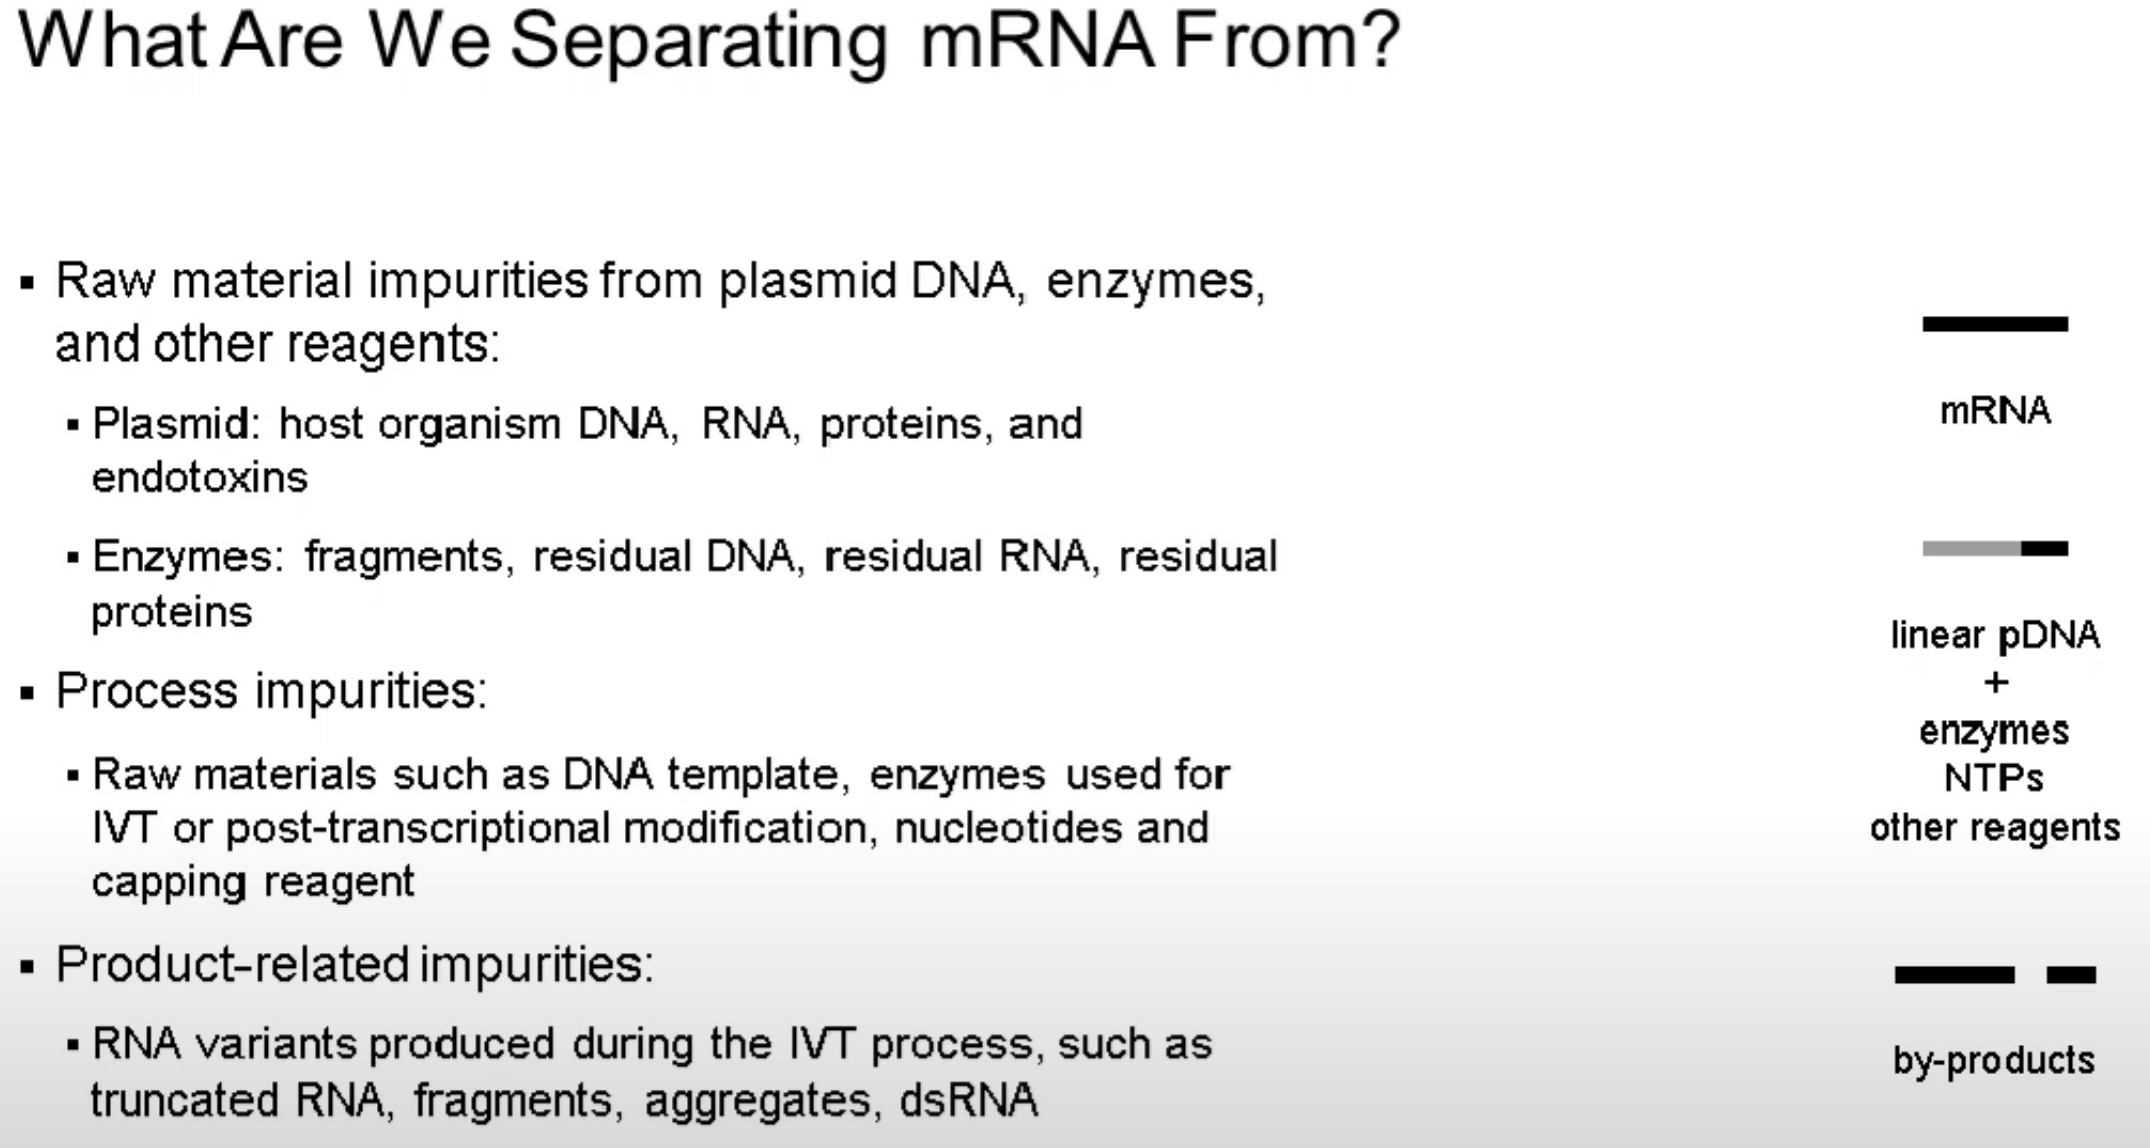 What Are We Separating mRNA From?
▪ Raw material impurities from plasmid DNA, enzymes,
and other reagents:
▪ Plasmid: host organism DNA, RNA, proteins, and
endotoxins
▪ Enzymes: fragments, residual DNA, residual RNA, residual
proteins
▪ Process impurities:
▪ Raw materials such as DNA template, enzymes used for
IVT or post-transcriptional modification, nucleotides and
capping reagent
▪ Product-related impurities:
▪ RNA variants produced during the IVT process, such as
truncated RNA, fragments, aggregates, dsRNA
mRNA
linear pDNA
+
enzymes
NTPs
other reagents
by-products